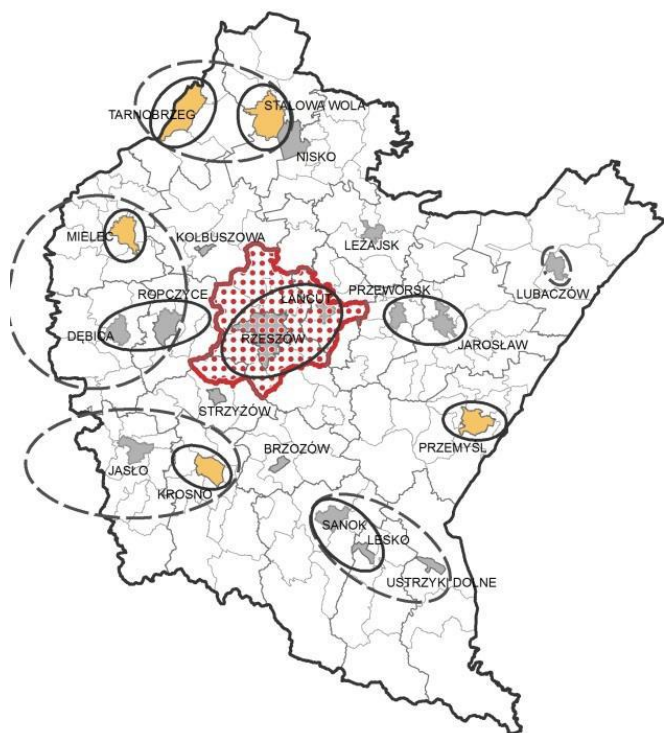 STALOWA WOLA
TARNOBRZEG
NISKO
MIELEC
KOLBUSZOWA
LEŻAJSK
ROPCZYCE
ŁAŃCUT
PRZEWORSK
LUBACZÓW
DĘBICA
RZESZÓW
JAROSŁAW
STRZYŻÓW
PRZEMYŚL
JASŁO
BRZOZÓW
KROSNO
SANOK
LESKO
USTRZYKI DOLNE